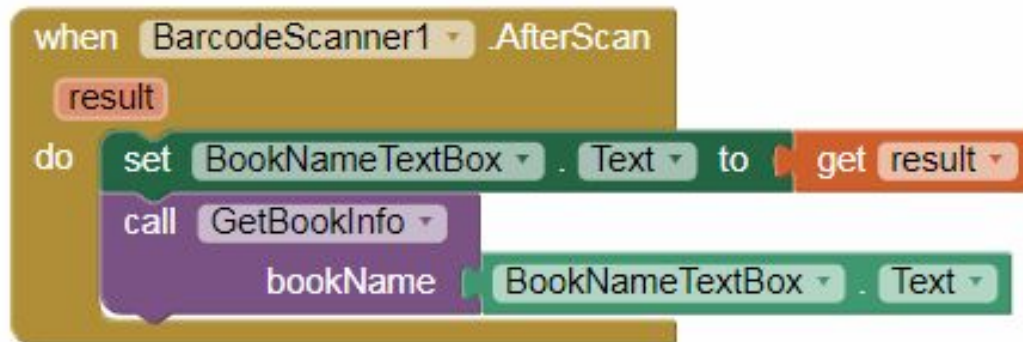 when BarcodeScanner1 .AfterScan
result
do set BookNameTextBox . Text to get result
call GetBookInfo
bookName BookNameTextBox . Text